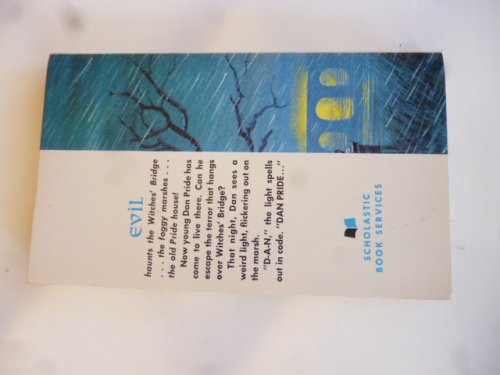 evil
haunts the Witches' Bridge
. . . the foggy marshes . . .
the old Pride house!
Now young Dan Pride has
come to live there. Can he
escape the terror that hangs
over Witches' Bridge?
That night, Dan sees a
weird light, flickering out on
the marsh.
"D-A-N," the light spells
out in code. "DAN PRIDE..."
SCHOLASTIC
BOOK SERVICES